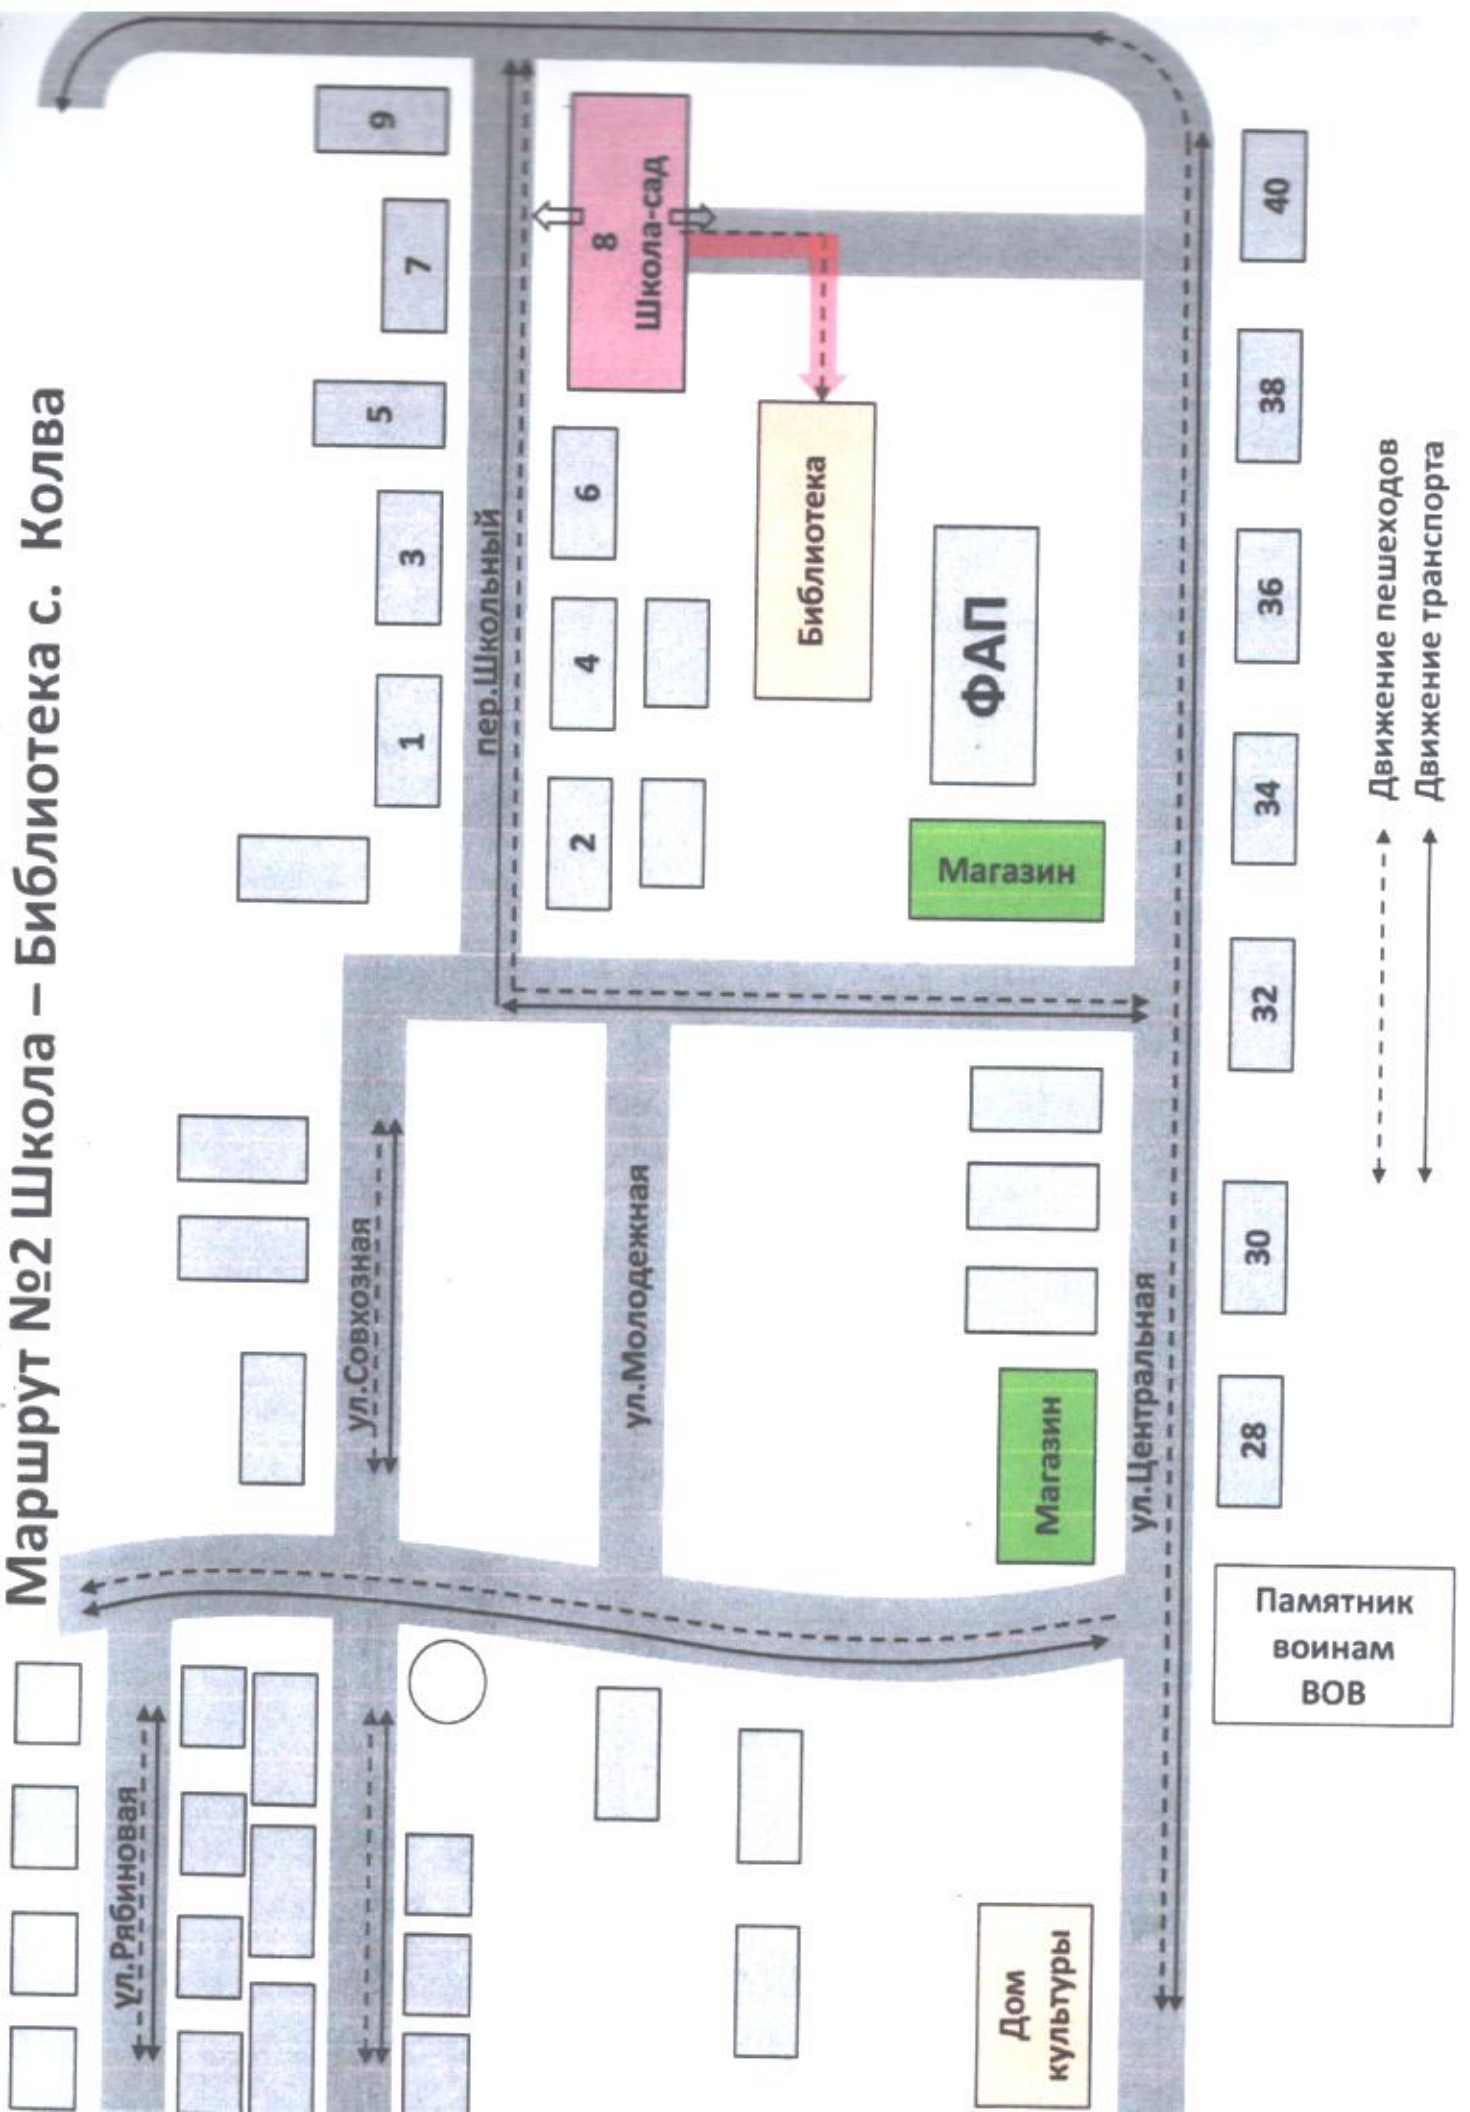 Маршрут №2 Школа – Библиотека с. Колва
ул.Рябиновая
ул.Совхозная
ул.Молодежная
ул.Центральная
пер.Школьный
1
3
5
7
9
2
4
6
8
Школа-сад
Библиотека
ФАП
Магазин
Магазин
Дом
культуры
Памятник
воинам
ВОВ
28
30
32
34
36
38
40
Движение пешеходов
Движение транспорта